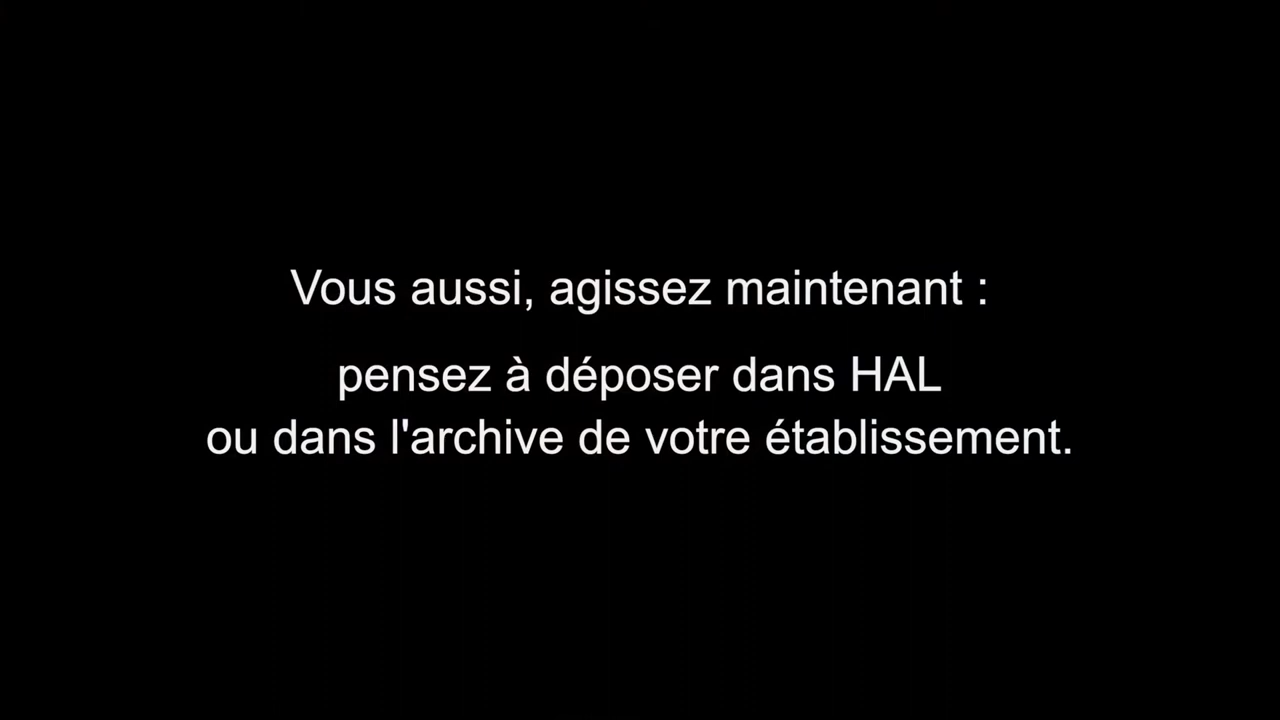 Vous aussi, agissez maintenant :
pensez à déposer dans HAL
ou dans l'archive de votre établissement.